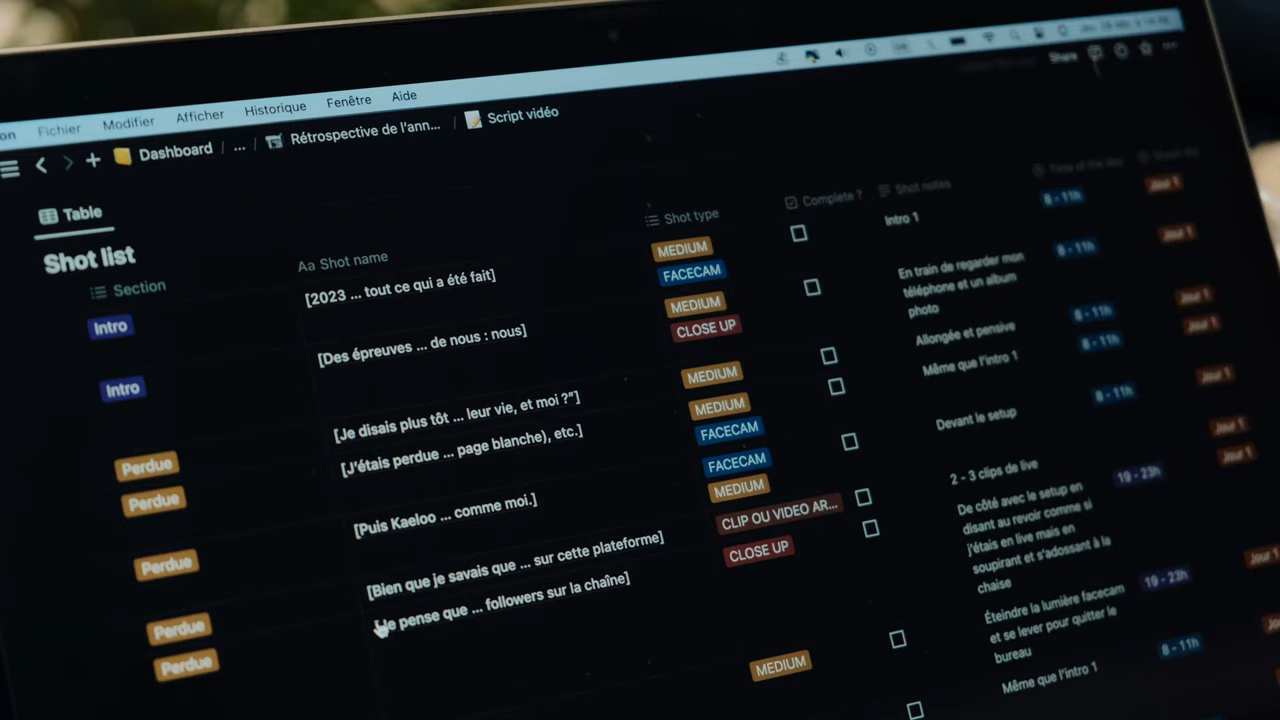 on Fichier Modifier Afficher Historique Fenêtre Aide
Dashboard / ... / Rétrospective de l'ann... / Script vidéo
Share
Table
Shot list
Section
Aa Shot name
Shot type
Complete ?
Shot notes
Intro
[2023 ... tout ce qui a été fait]
MEDIUM
FACECAM
Intro 1
8 - 11h
Jour 1
Intro
[Des épreuves ... de nous : nous]
MEDIUM
CLOSE UP
En train de regarder mon
téléphone et un album
photo
8 - 11h
Jour 1
Perdue
[Je disais plus tôt ... leur vie, et moi ?"]
MEDIUM
Allongée et pensive
8 - 11h
Jour 1
Perdue
[J'étais perdue ... page blanche), etc.]
MEDIUM
FACECAM
Même que l'intro 1
8 - 11h
Jour 1
Perdue
[Puis Kaeloo ... comme moi.]
FACECAM
MEDIUM
Devant le setup
8 - 11h
Jour 1
Perdue
[Bien que je savais que ... sur cette plateforme]
CLIP OU VIDEO AR...
2 - 3 clips de live
Jour 1
Perdue
Je pense que ... followers sur la chaîne]
CLOSE UP
De côté avec le setup en
disant au revoir comme si
j'étais en live mais en
soupirant et s'adossant à la
chaise
19 - 23h
Jour 1
MEDIUM
Éteindre la lumière facecam
et se lever pour quitter le
bureau
19 - 23h
Jour 1
Même que l'intro 1
8 - 11h